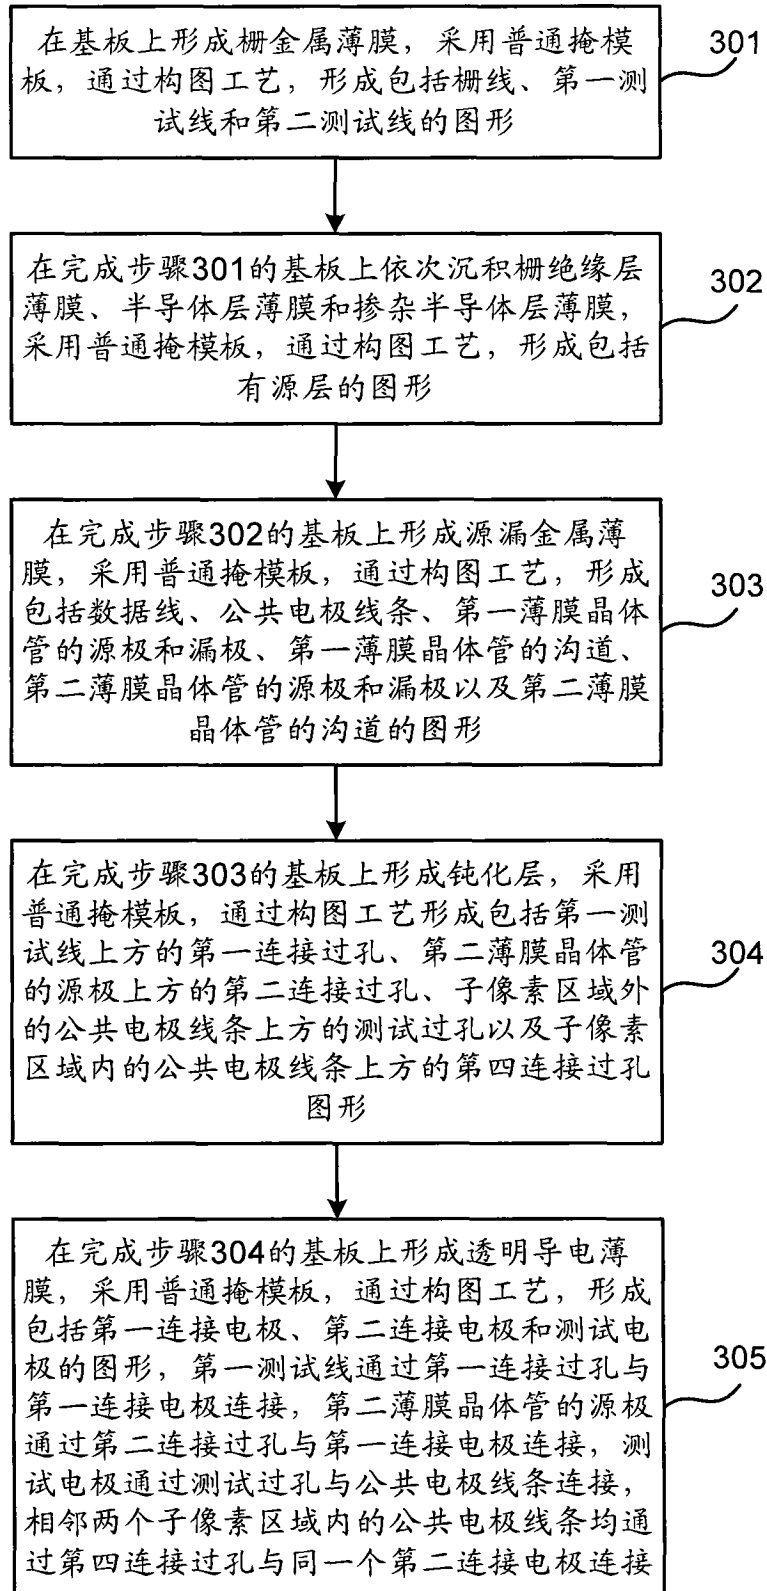 在基板上形成栅金属薄膜，采用普通掩模
板，通过构图工艺，形成包括栅线、第一测
试线和第二测试线的图形
301
在完成步骤301的基板上依次沉积栅绝缘层
薄膜、半导体层薄膜和掺杂半导体层薄膜，
采用普通掩模板，通过构图工艺，形成包括
有源层的图形
302
在完成步骤302的基板上形成源漏金属薄
膜，采用普通掩模板，通过构图工艺，形成
包括数据线、公共电极线条、第一薄膜晶体
管的源极和漏极、第一薄膜晶体管的沟道、
第二薄膜晶体管的源极和漏极以及第二薄膜
晶体管的沟道的图形
303
在完成步骤303的基板上形成钝化层，采用
普通掩模板，通过构图工艺形成包括第一测
试线上方的第一连接过孔、第二薄膜晶体管
的源极上方的第二连接过孔、子像素区域外
的公共电极线条上方的测试过孔以及子像素
区域内的公共电极线条上方的第四连接过孔
图形
304
在完成步骤304的基板上形成透明导电薄
膜，采用普通掩模板，通过构图工艺，形成
包括第一连接电极、第二连接电极和测试电
极的图形，第一测试线通过第一连接过孔与
第一连接电极连接，第二薄膜晶体管的源极
通过第二连接过孔与第一连接电极连接，测
试电极通过测试过孔与公共电极线条连接，
相邻两个子像素区域内的公共电极线条均通
过第四连接过孔与同一个第二连接电极连接
305